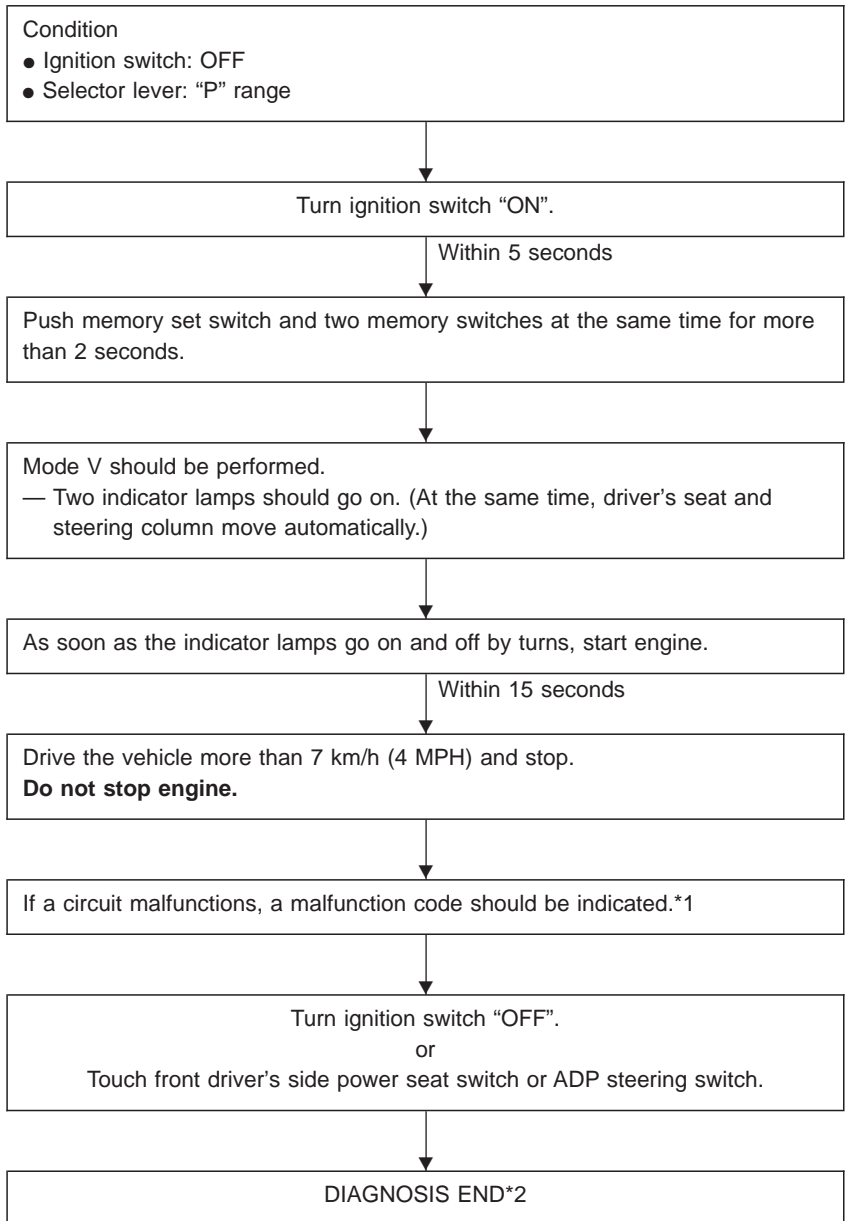 Condition
● Ignition switch: OFF
● Selector lever: “P” range
Turn ignition switch “ON”.
Within 5 seconds
Push memory set switch and two memory switches at the same time for more
than 2 seconds.
Mode V should be performed.
— Two indicator lamps should go on. (At the same time, driver’s seat and
steering column move automatically.)
As soon as the indicator lamps go on and off by turns, start engine.
Within 15 seconds
Drive the vehicle more than 7 km/h (4 MPH) and stop.
Do not stop engine.
If a circuit malfunctions, a malfunction code should be indicated.*1
Turn ignition switch “OFF”.
or
Touch front driver’s side power seat switch or ADP steering switch.
DIAGNOSIS END*2